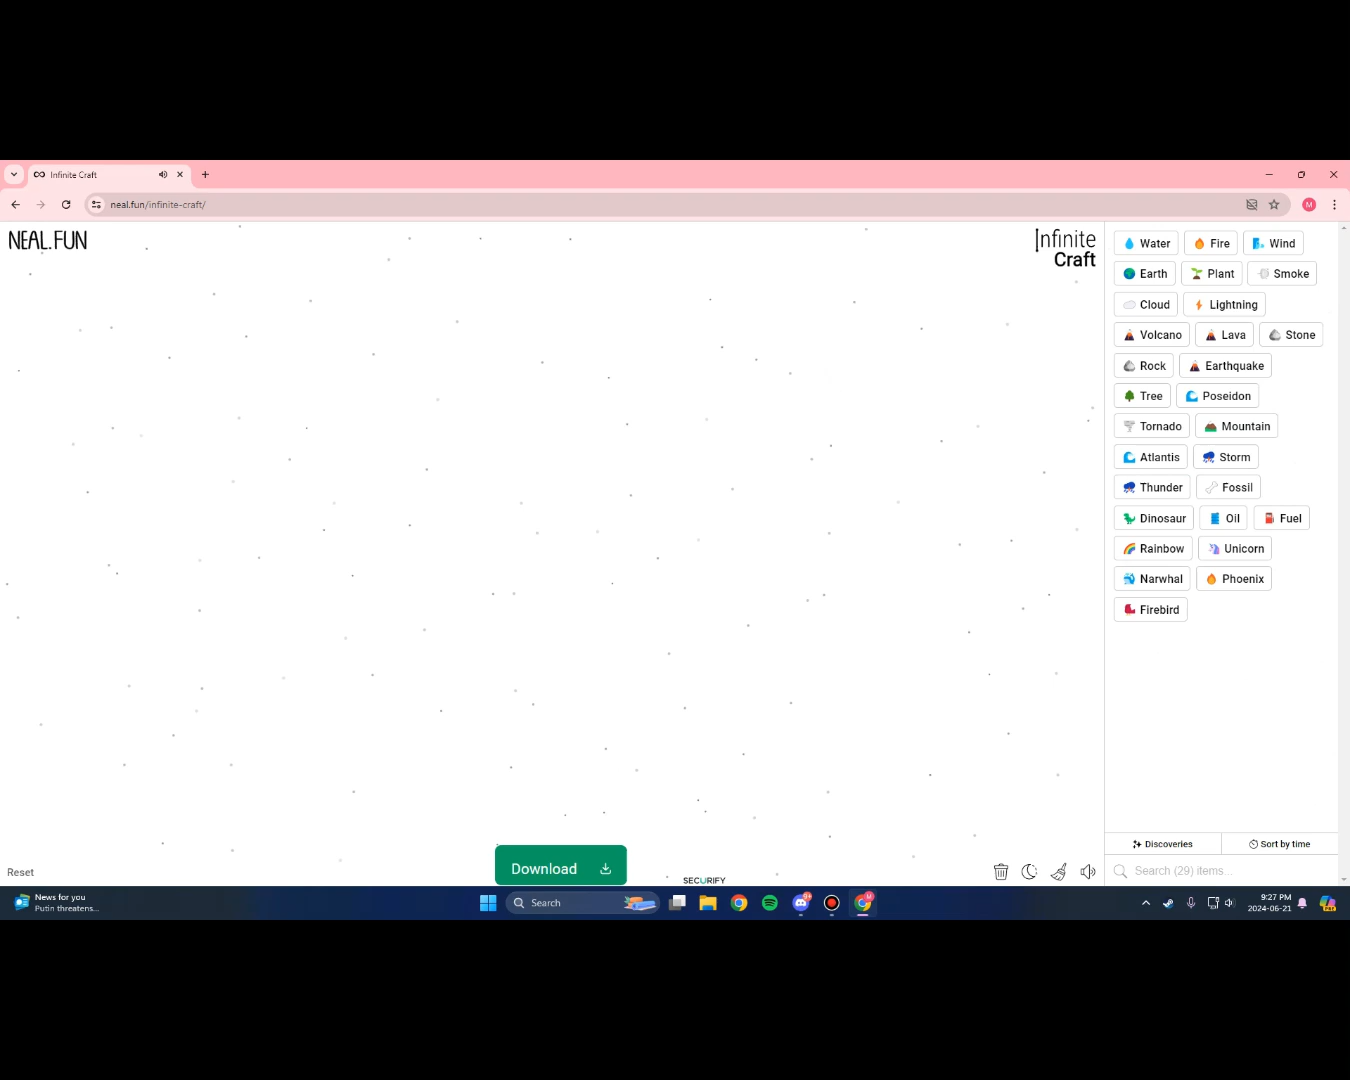 Infinite Craft
neal.fun/infinite-craft/
M
NEAL.FUN
Infinite
Craft
Water Fire Wind
Earth Plant Smoke
Cloud Lightning
Volcano Lava Stone
Rock Earthquake
Tree Poseidon
Tornado Mountain
Atlantis Storm
Thunder Fossil
Dinosaur Oil Fuel
Rainbow Unicorn
Narwhal Phoenix
Firebird
Discoveries Sort by time
Search (29) items...
Reset
Download
SECURIFY
News for you
Putin threatens...
Search
9:27 PM
2024-06-21